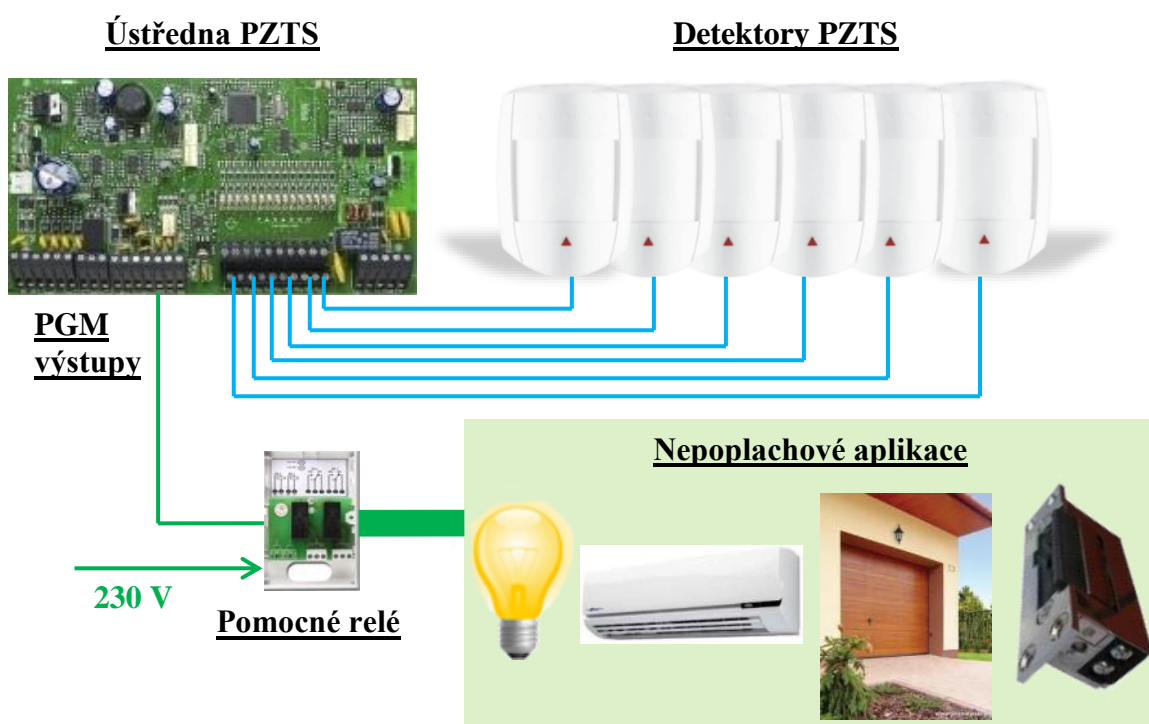 Ústředna PZTS
Detektory PZTS
PGM
výstupy
Nepoplachové aplikace
230 V
Pomocné relé